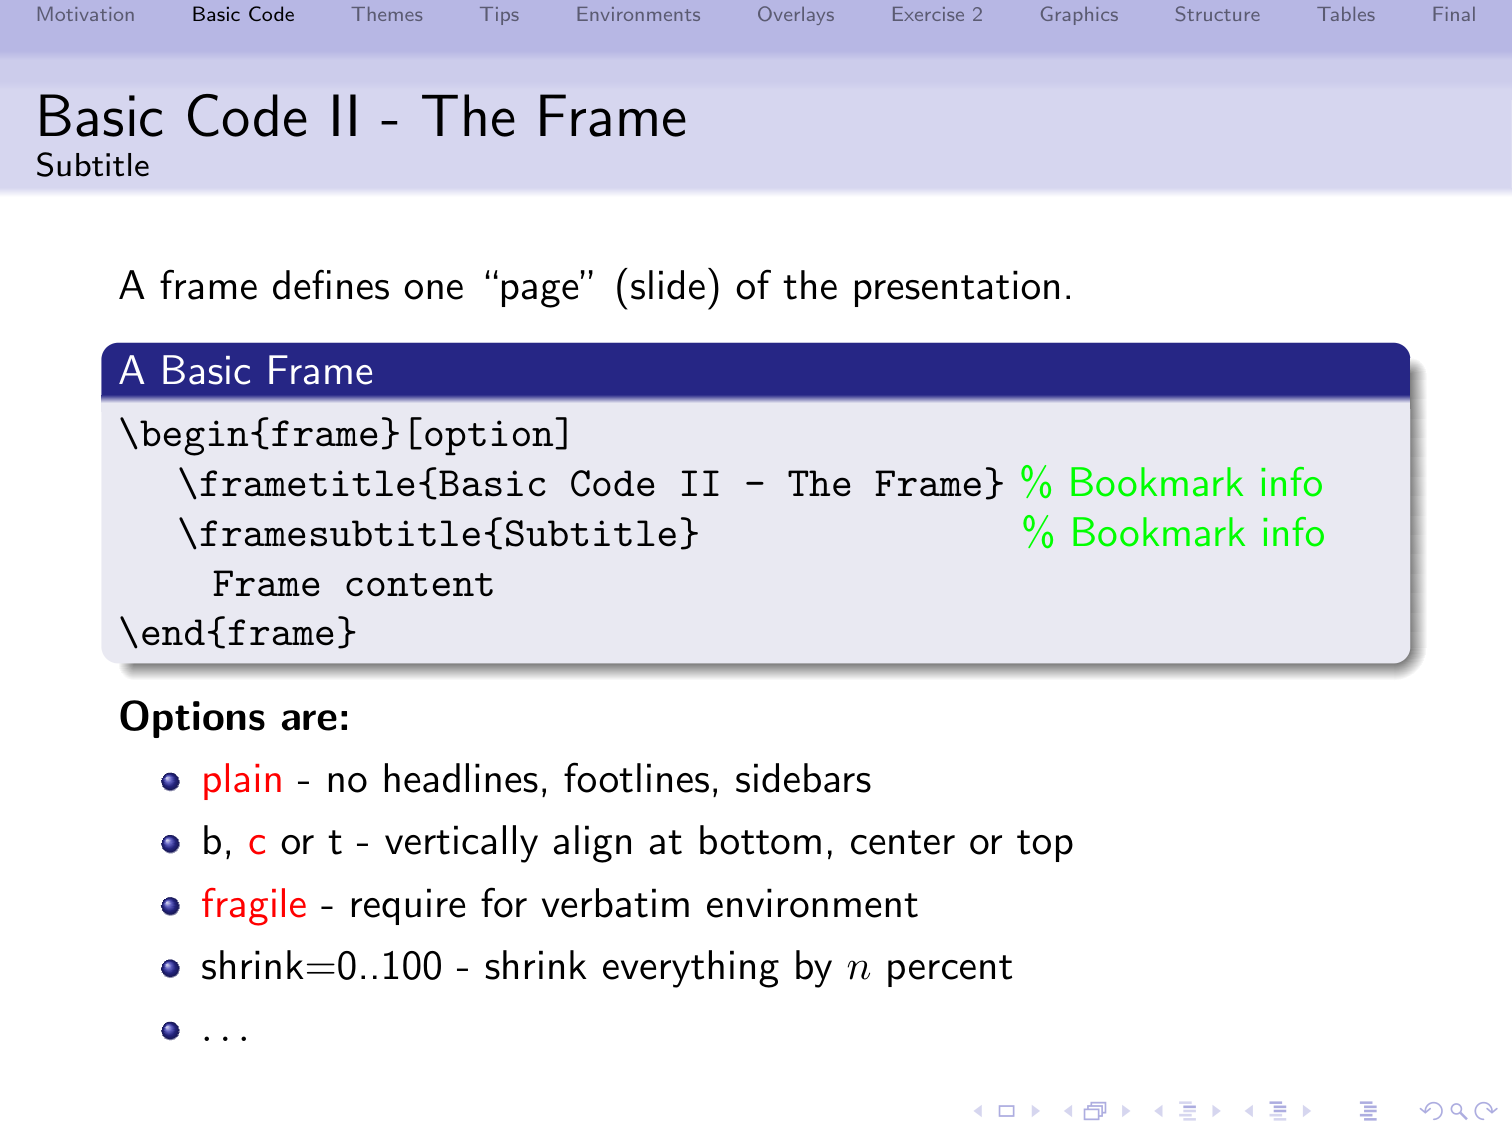 Motivation Basic Code Themes Tips Environments Overlays Exercise 2 Graphics Structure Tables Final
Basic Code II - The Frame
Subtitle
A frame defines one “page” (slide) of the presentation.
A Basic Frame
\begin{frame}[option]
\frametitle{Basic Code II - The Frame} % Bookmark info
\framesubtitle{Subtitle} % Bookmark info
Frame content
\end{frame}
Options are:
plain - no headlines, footlines, sidebars
b, c or t - vertically align at bottom, center or top
fragile - require for verbatim environment
shrink=0..100 - shrink everything by n percent
...